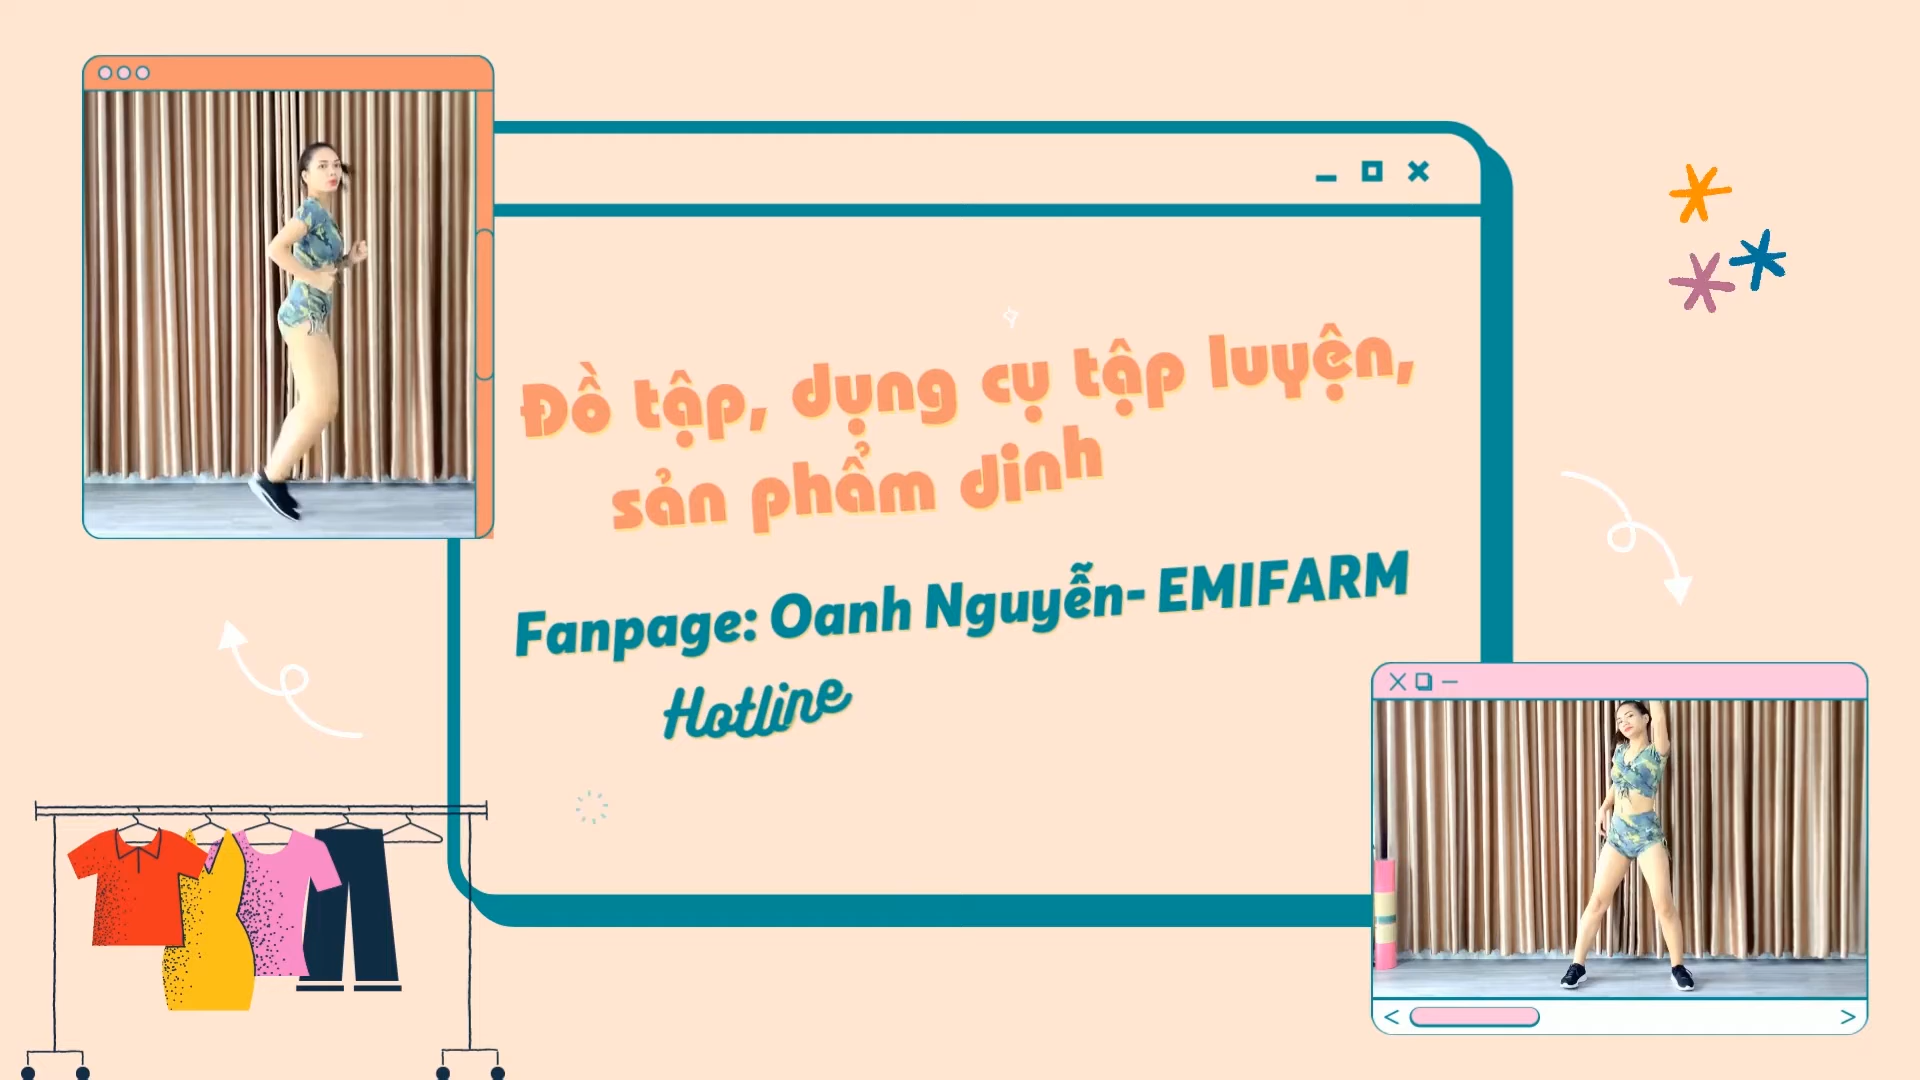 Đồ tập, dụng cụ tập luyện,
sản phẩm dinh
Fanpage: Oanh Nguyễn- EMIFARM
Hotline